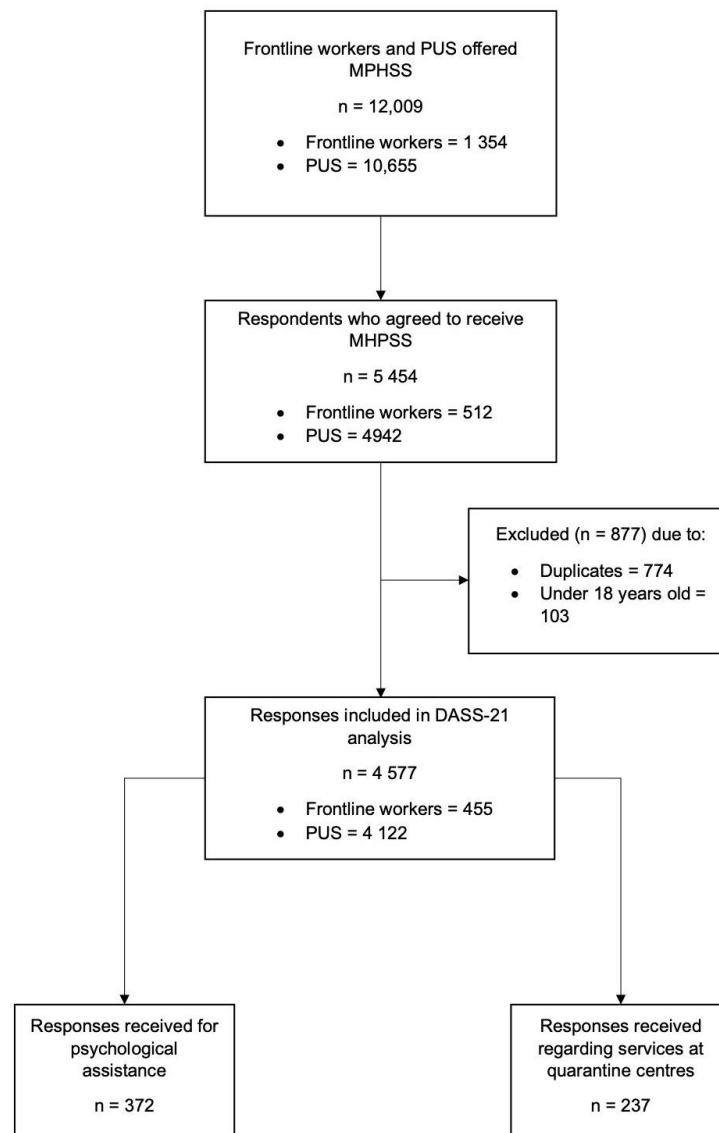 Frontline workers and PUS offered
MPHSS
n = 12,009
• Frontline workers = 1 354
• PUS = 10,655
Respondents who agreed to receive
MHPSS
n = 5 454
• Frontline workers = 512
• PUS = 4942
Excluded (n = 877) due to:
• Duplicates = 774
• Under 18 years old =
103
Responses included in DASS-21
analysis
n = 4 577
• Frontline workers = 455
• PUS = 4 122
Responses received for
psychological
assistance
n = 372
Responses received
regarding services at
quarantine centres
n = 237